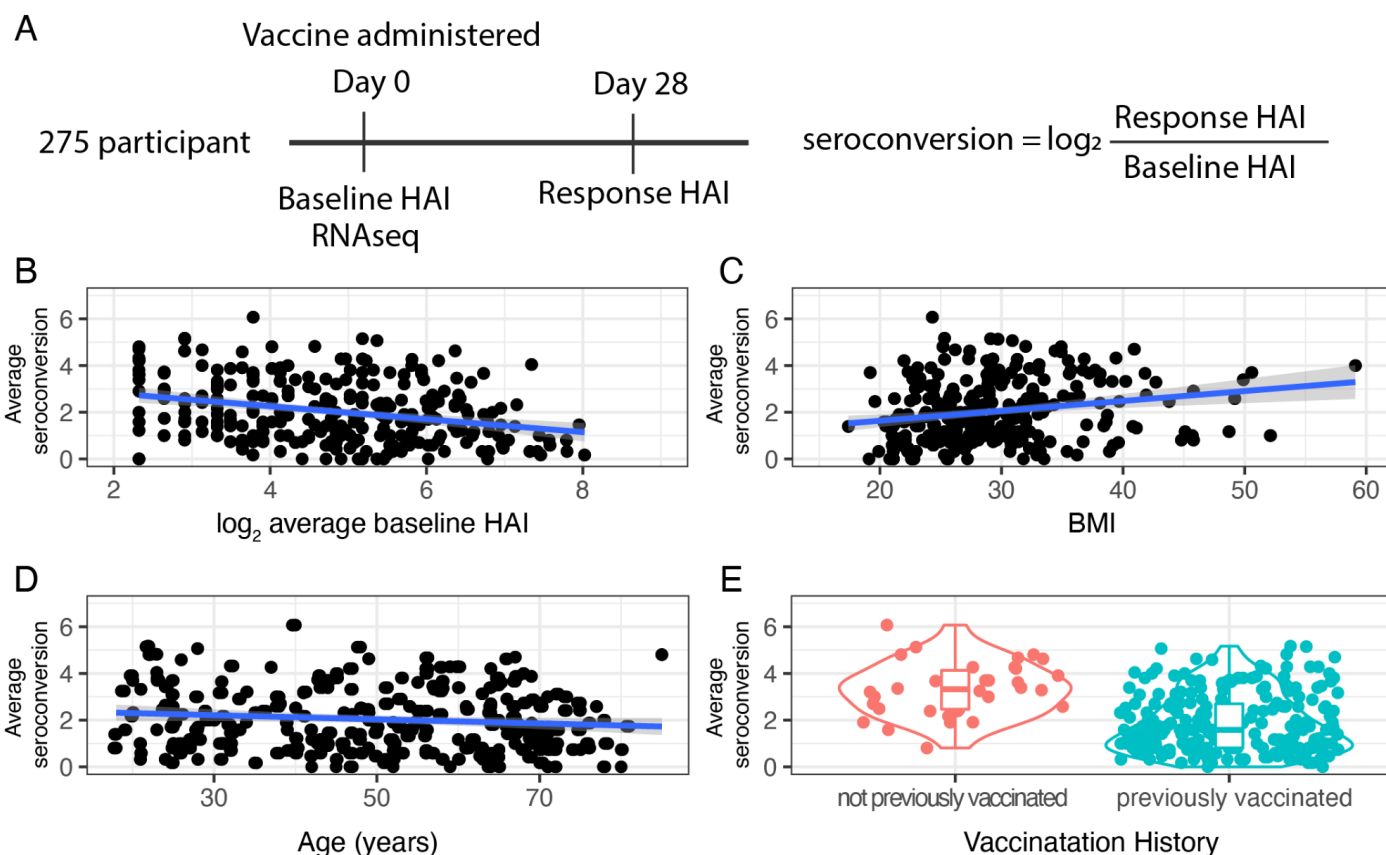 A
Vaccine administered
Day 0
Day 28
275 participant
Baseline HAI
RNAseq
Response HAI
seroconversion = log₂ Response HAI
Baseline HAI
B
Average
seroconversion
6
4
2
0
2 4 6 8
log₂ average baseline HAI
C
Average
seroconversion
6
4
2
0
20 30 40 50 60
BMI
D
Average
seroconversion
6
4
2
0
30 50 70
Age (years)
E
Average
seroconversion
6
4
2
0
not previously vaccinated previously vaccinated
Vaccinatation History